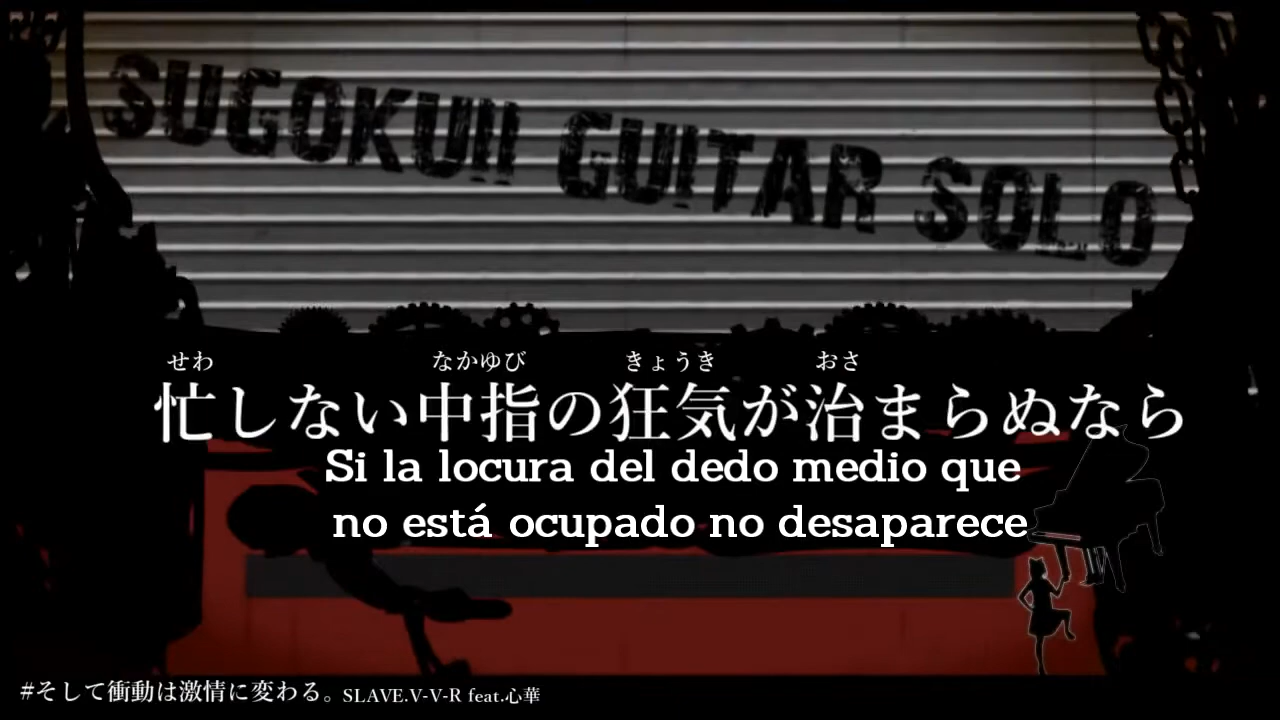 SUGOKU!! GUITAR SOLO
せわ なかゆび きょうき おさ
忙しない中指の狂気が治まらぬなら
Si la locura del dedo medio que
no está ocupado no desaparece
#そして衝動は激情に変わる。SLAVE.V-V-R feat.心華